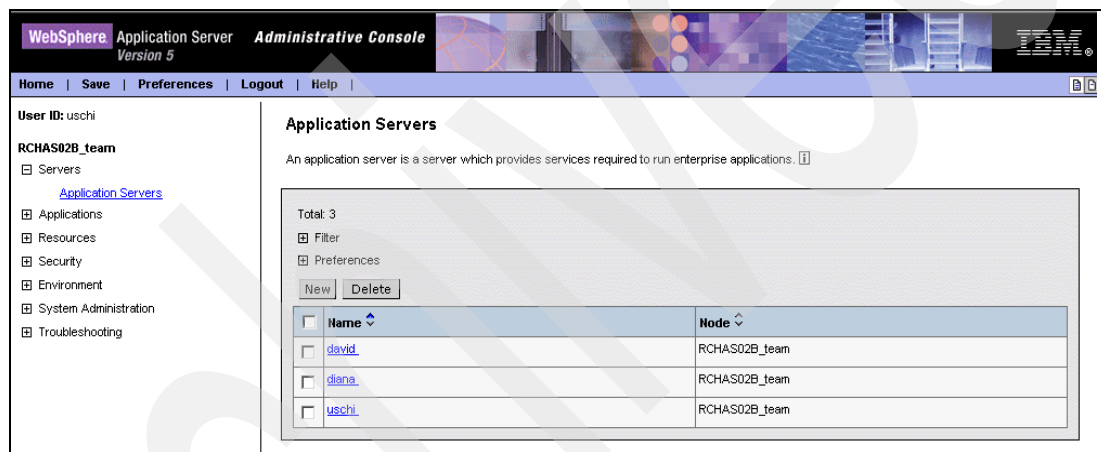 WebSphere Application Server Administrative Console
Version 5
IBM
Home | Save | Preferences | Logout | Help |
User ID: uschi
RCHAS02B_team
Servers
Application Servers
Applications
Resources
Security
Environment
System Administration
Troubleshooting
Application Servers
An application server is a server which provides services required to run enterprise applications. i
Total: 3
Filter
Preferences
New Delete
Name Node
david RCHAS02B_team
diana RCHAS02B_team
uschi RCHAS02B_team